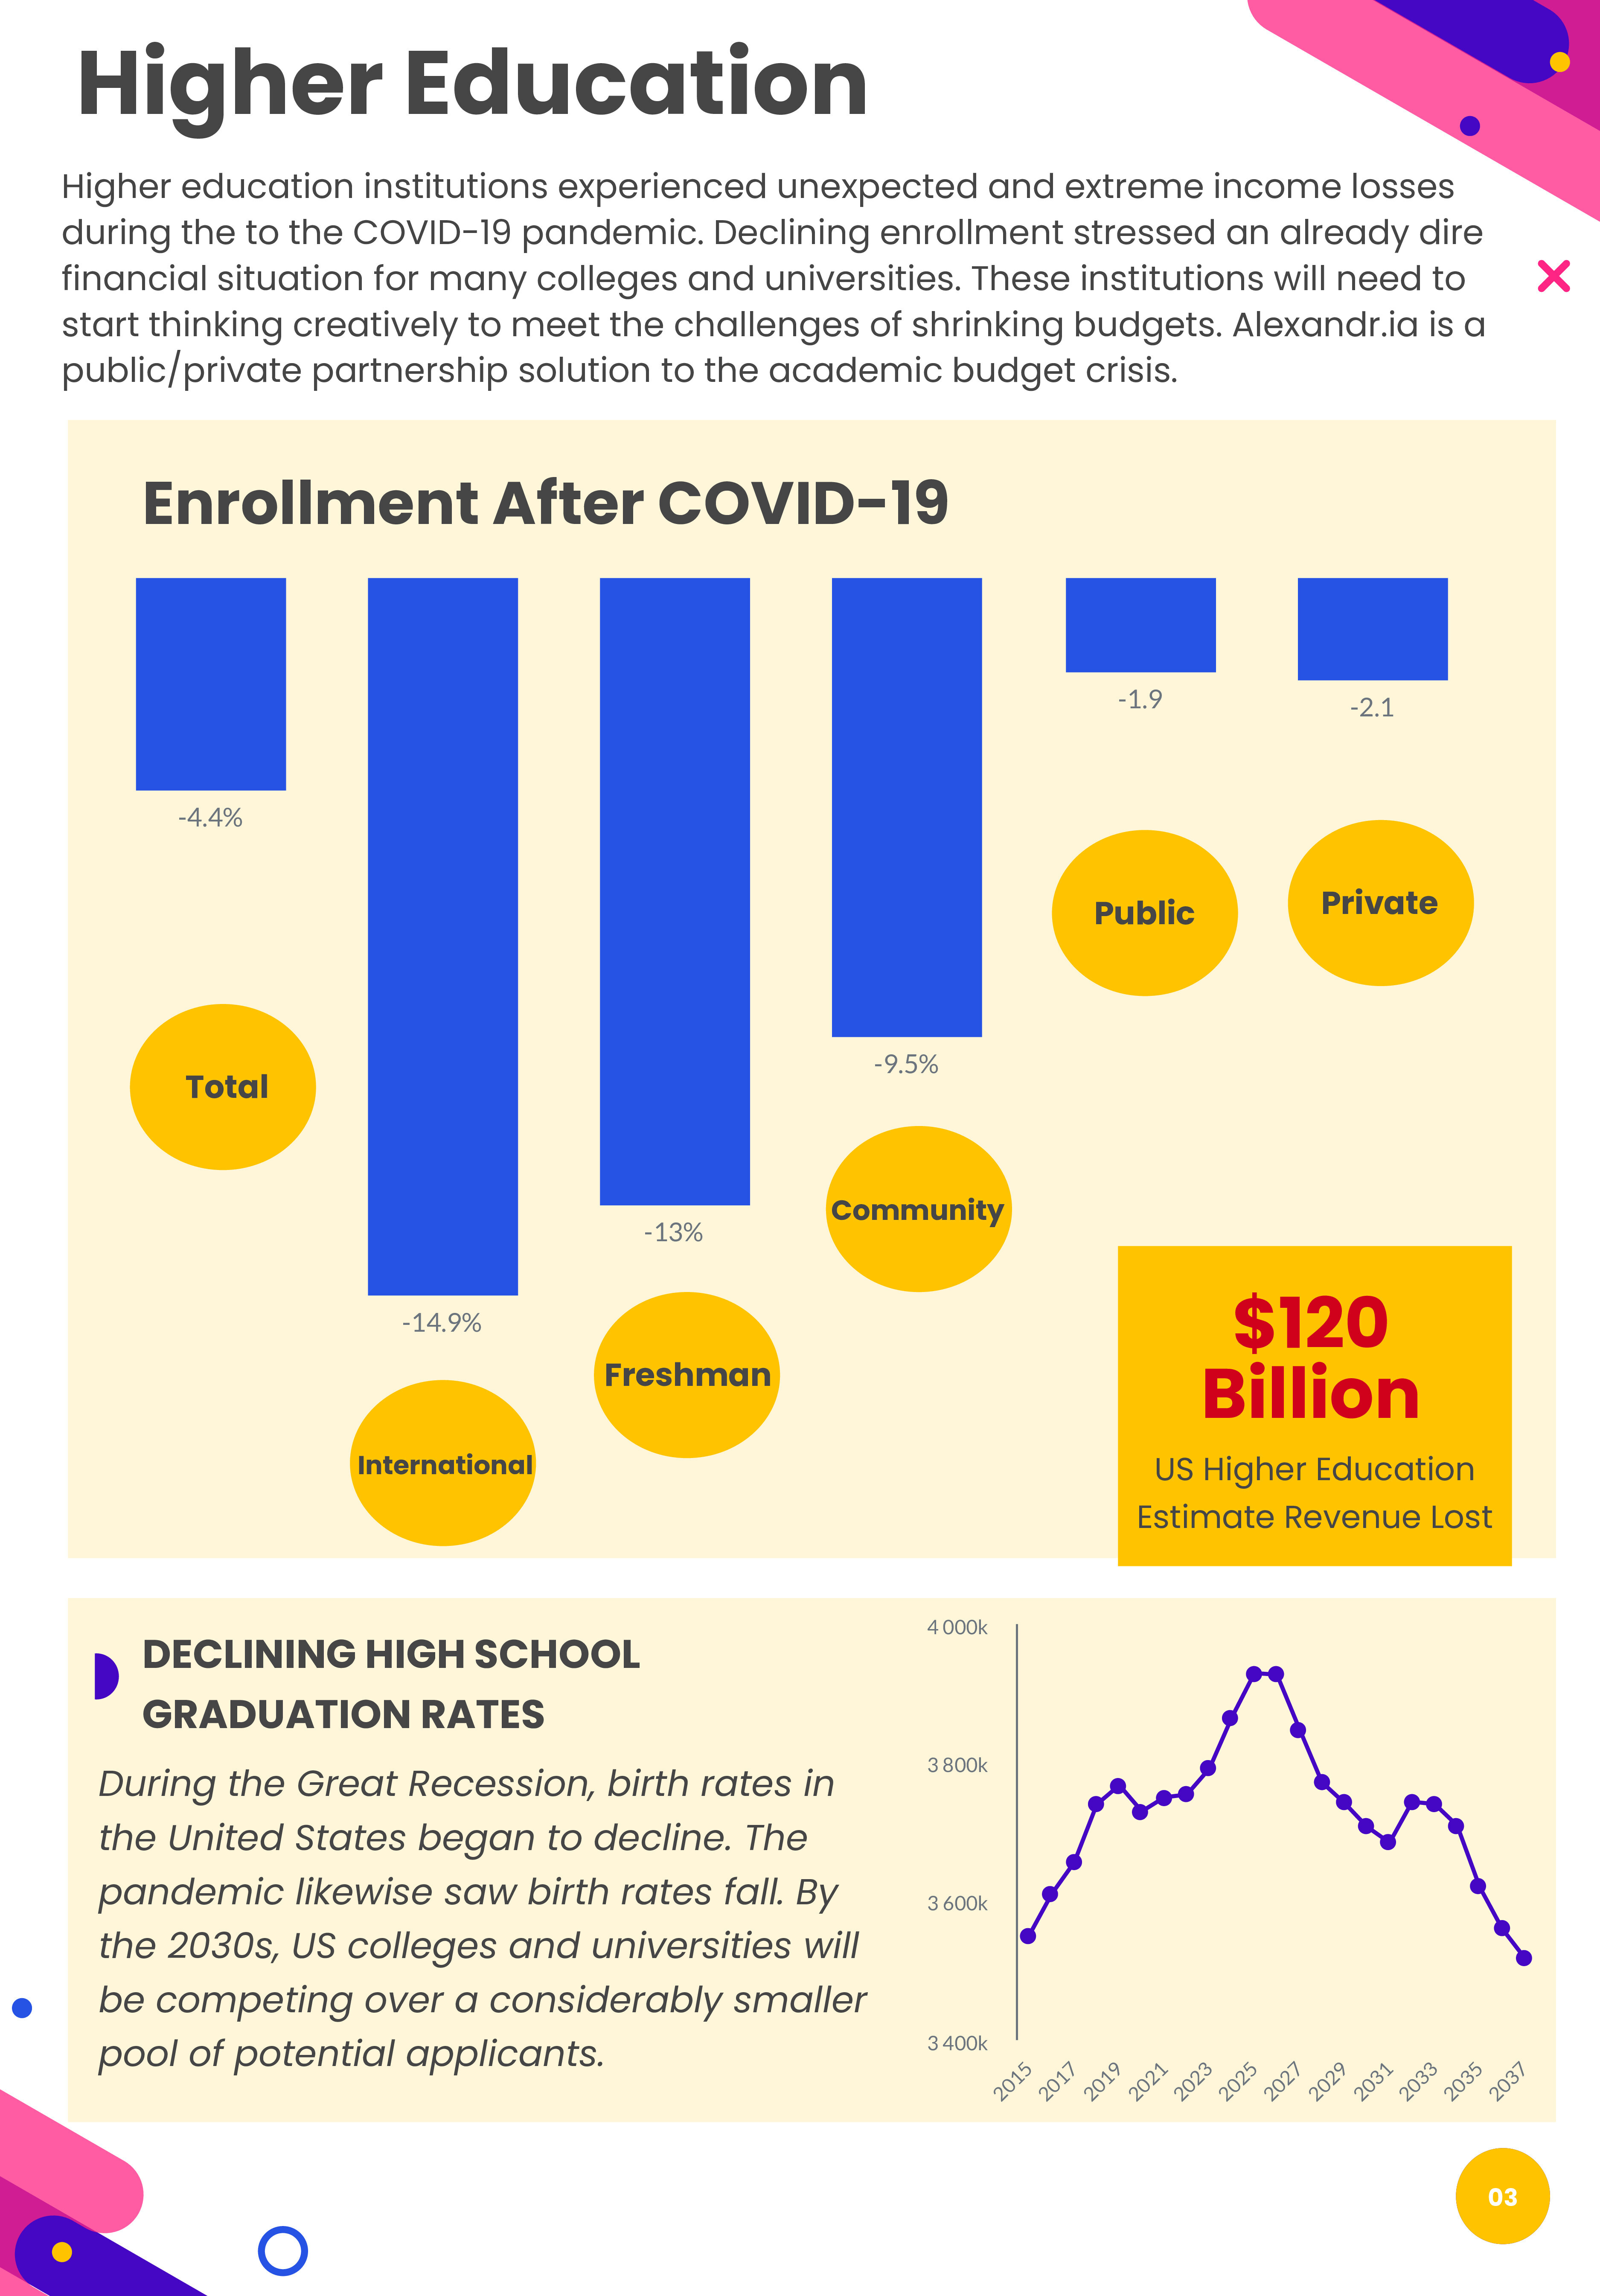 Higher Education
Higher education institutions experienced unexpected and extreme income losses
during the to the COVID-19 pandemic. Declining enrollment stressed an already dire
financial situation for many colleges and universities. These institutions will need to
start thinking creatively to meet the challenges of shrinking budgets. Alexandr.ia is a
public/private partnership solution to the academic budget crisis.
Enrollment After COVID-19
-4.4%
-14.9%
-13%
-9.5%
-1.9
-2.1
Total
International
Freshman
Community
Public
Private
$120
Billion
US Higher Education
Estimate Revenue Lost
DECLINING HIGH SCHOOL
GRADUATION RATES
During the Great Recession, birth rates in
the United States began to decline. The
pandemic likewise saw birth rates fall. By
the 2030s, US colleges and universities will
be competing over a considerably smaller
pool of potential applicants.
4 000k
3 800k
3 600k
3 400k
2015
2017
2019
2021
2023
2025
2027
2029
2031
2033
2035
2037
03